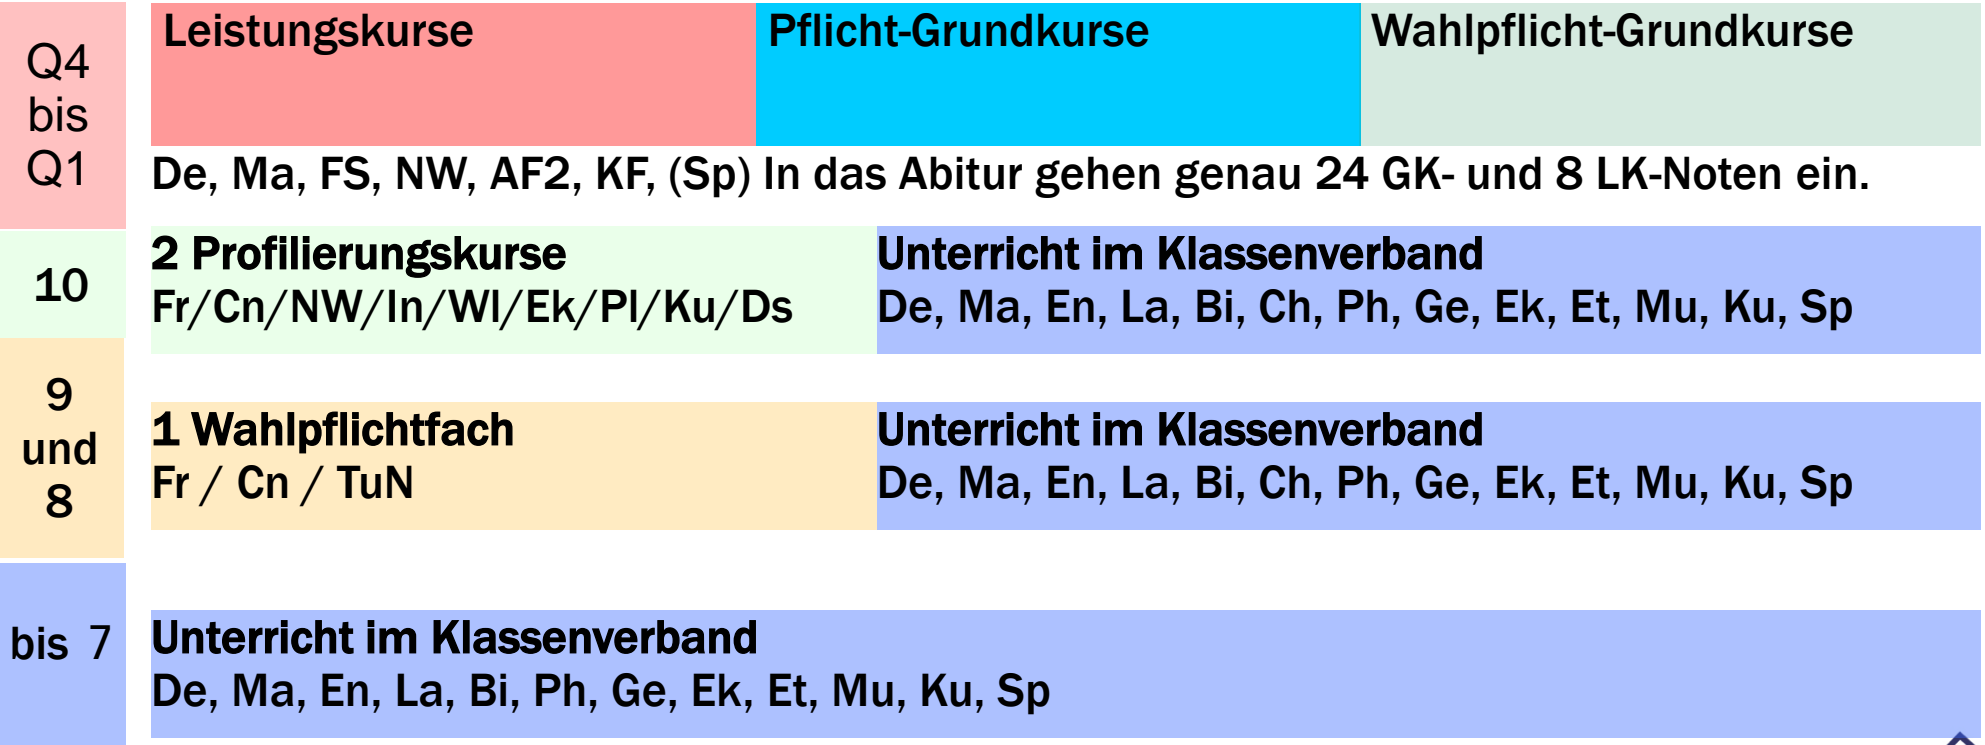 Q4
bis
Q1
Leistungskurse
Pflicht-Grundkurse
Wahlpflicht-Grundkurse
De, Ma, FS, NW, AF2, KF, (Sp) In das Abitur gehen genau 24 GK- und 8 LK-Noten ein.
10
2 Profilierungskurse
Fr/Cn/NW/In/WI/Ek/PI/Ku/Ds
Unterricht im Klassenverband
De, Ma, En, La, Bi, Ch, Ph, Ge, Ek, Et, Mu, Ku, Sp
9
und
8
1 Wahlpflichtfach
Fr / Cn / TuN
Unterricht im Klassenverband
De, Ma, En, La, Bi, Ch, Ph, Ge, Ek, Et, Mu, Ku, Sp
bis 7
Unterricht im Klassenverband
De, Ma, En, La, Bi, Ph, Ge, Ek, Et, Mu, Ku, Sp